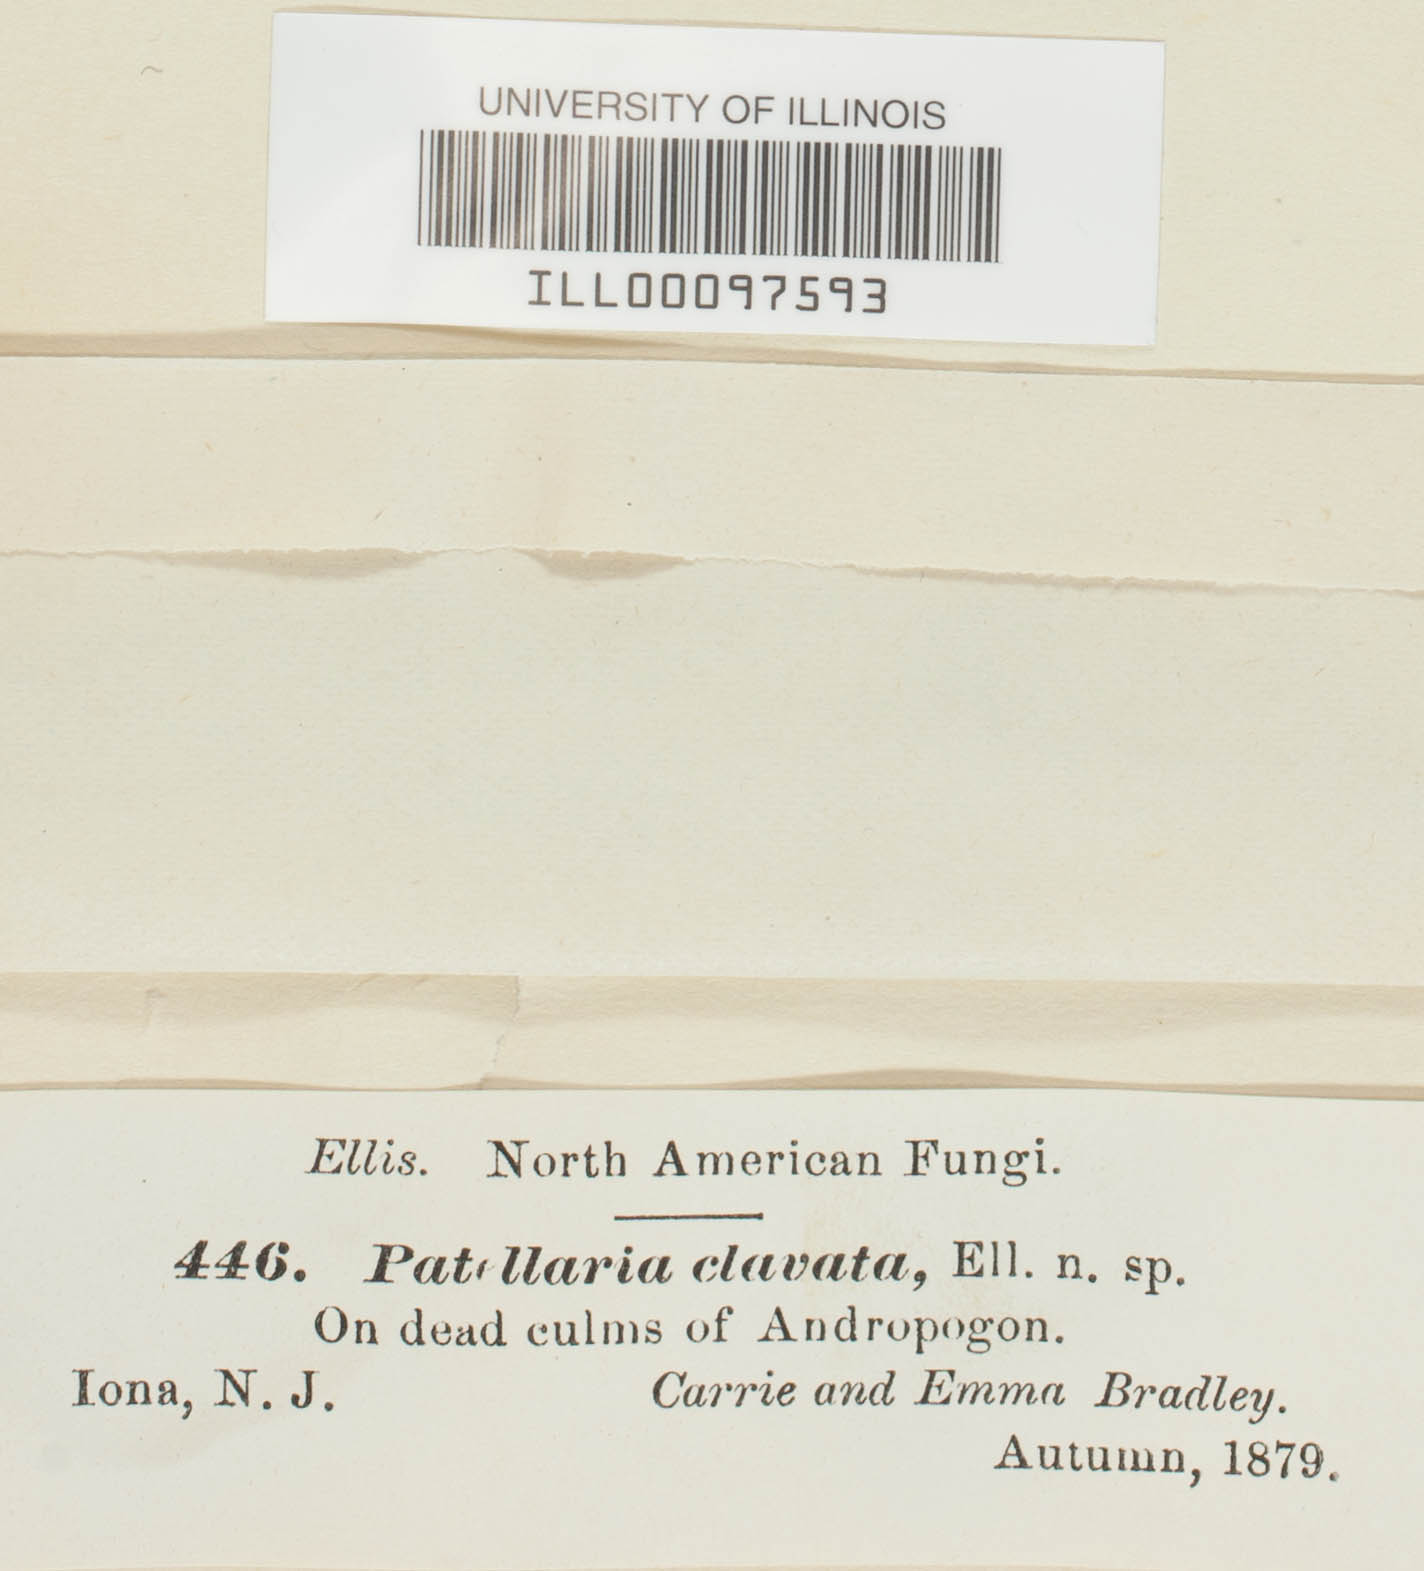 UNIVERSITY OF ILLINOIS
ILL00097593
Ellis. North American Fungi.
446. Patellaria clavata, Ell. n. sp.
On dead culms of Andropogon.
Iona, N. J. Carrie and Emma Bradley.
Autumn, 1879.